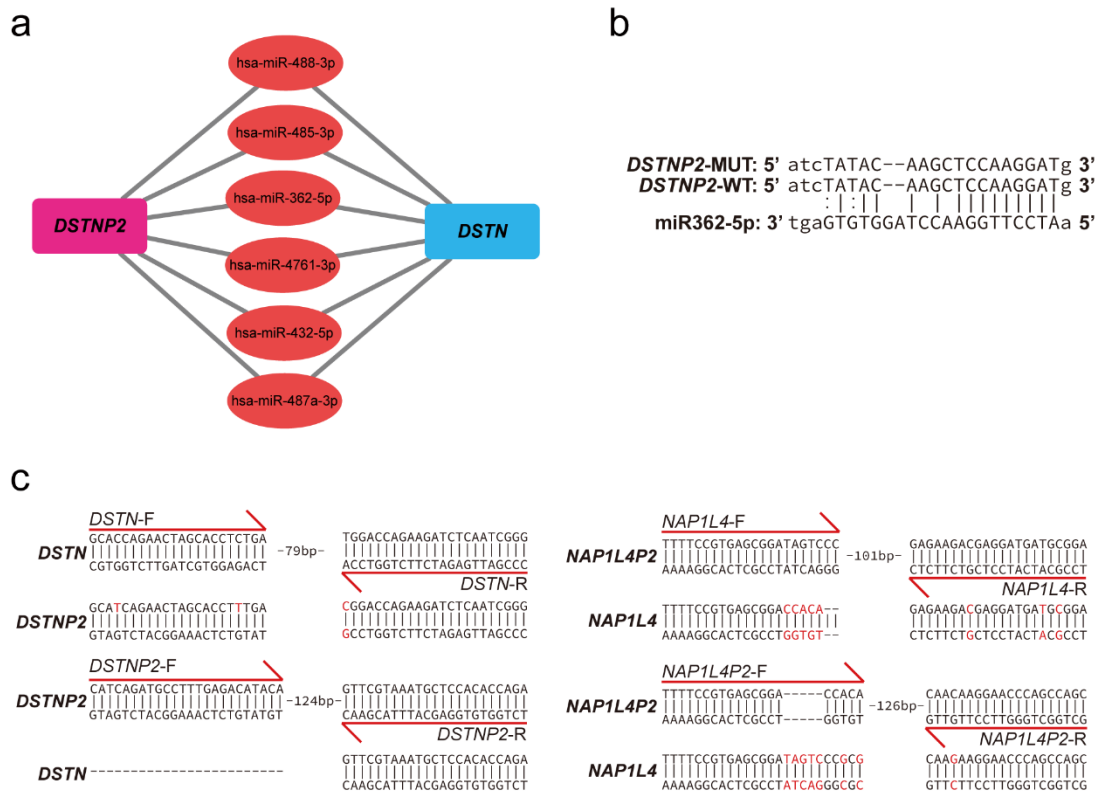 a
hsa-miR-488-3p
hsa-miR-485-3p
hsa-miR-362-5p
DSTNP2
DSTN
hsa-miR-4761-3p
hsa-miR-432-5p
hsa-miR-487a-3p
b
DSTNP2-MUT: 5' atcTATAC--AAGCTCCAAGGATg 3'
DSTNP2-WT: 5' atcTATAC--AAGCTCCAAGGATg 3'
miR362-5p: 3' tgaGTGTGGATCCAAGGTTCCTAa 5'
c
DSTN-F
DSTN GCACCAGAACTAGCACCTCTGA -79bp- TGGACCAGAAGATCTCAATCGGG
CGTGGTCTTGATCGTGGAGACT ACCTGGTCTTCTAGAGTTAGCCC
DSTN-R
DSTNP2 GCATCAGAACTAGCACCTTTGA CGGACCAGAAGATCTCAATCGGG
GTAGTCTACGGAAACTCTGTAT GCCTGGTCTTCTAGAGTTAGCCC
DSTNP2-F
DSTNP2 CATCAGATGCCTTTGAGACATACA -124bp- GTTCGTAAATGCTCCACACCAGA
GTAGTCTACGGAAACTCTGTATGT CAAGCATTTACGAGGTGTGGTCT
DSTNP2-R
DSTN ------------------------ GTTCGTAAATGCTCCACACCAGA
CAAGCATTTACGAGGTGTGGTCT
NAP1L4-F
NAP1L4P2 TTTTCCGTGAGCGGATAGTCCC -101bp- GAGAAGACGAGGATGATGCGGA
AAAAGGCACTCGCCTATCAGGG CTCTTCTGCTCCTACTACGCCT
NAP1L4-R
NAP1L4 TTTTCCGTGAGCGGACCACA-- GAGAAGACGAGGATGATGCGGA
AAAAGGCACTCGCCTGGTGT-- CTCTTCTGCTCCTACTACGCCT
NAP1L4P2-F
NAP1L4P2 TTTTCCGTGAGCGGA-----CCACA -126bp- CAACAAGGAACCCAGCCAGC
AAAAGGCACTCGCCT-----GGTGT GTTGTTCCTTGGGTCGGTCG
NAP1L4P2-R
NAP1L4 TTTTCCGTGAGCGGATAGTCCCGCG CAAGAAGGAACCCAGCCAGC
AAAAGGCACTCGCCTATCAGGGCGC GTTCTTCCTTGGGTCGGTCG